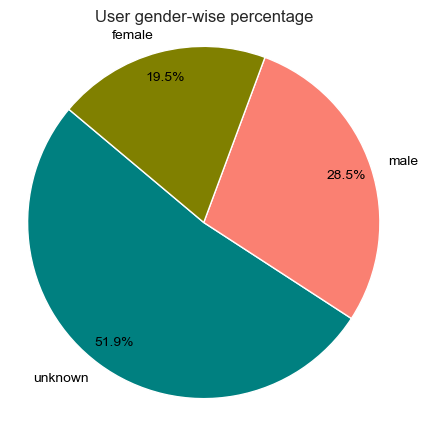 User gender-wise percentage
female
19.5%
male
28.5%
51.9%
unknown